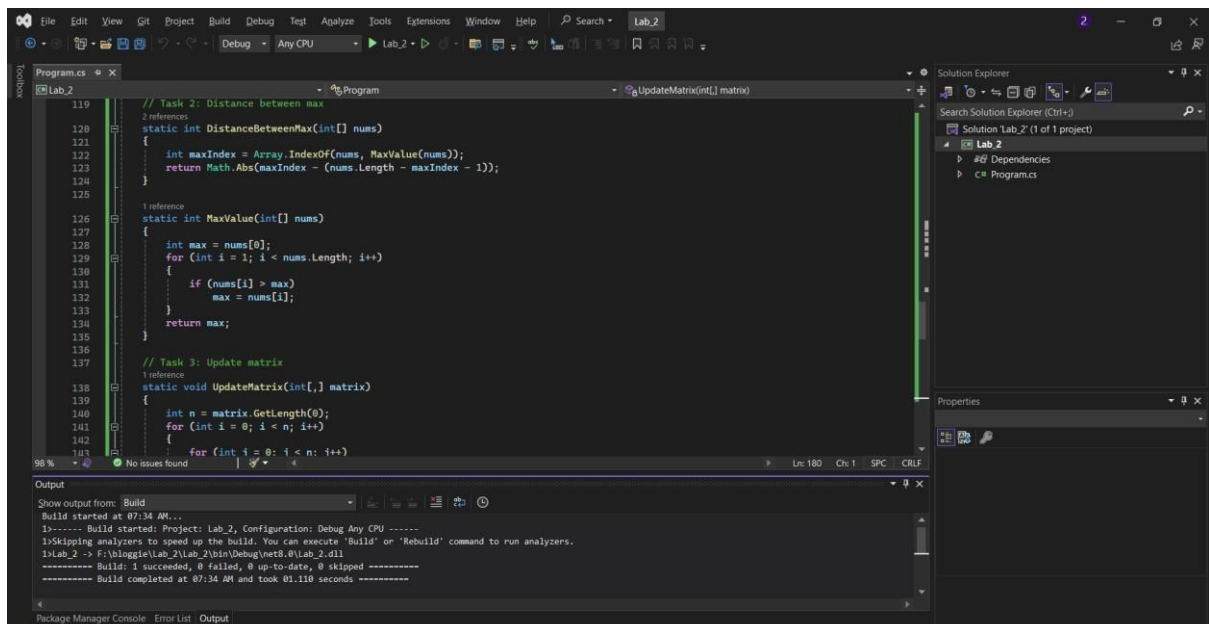 File Edit View Git Project Build Debug Test Analyze Tools Extensions Window Help Search Lab_2 2
Debug Any CPU Lab_2
Toolbox
Program.cs
Lab_2 Program UpdateMatrix(int[,] matrix)
119 // Task 2: Distance between max
2 references
120 static int DistanceBetweenMax(int[] nums)
121 {
122 int maxIndex = Array.IndexOf(nums, MaxValue(nums));
123 return Math.Abs(maxIndex - (nums.Length - maxIndex - 1));
124 }
125
1 reference
126 static int MaxValue(int[] nums)
127 {
128 int max = nums[0];
129 for (int i = 1; i < nums.Length; i++)
130 {
131 if (nums[i] > max)
132 max = nums[i];
133 }
134 return max;
135 }
136
137 // Task 3: Update matrix
1 reference
138 static void UpdateMatrix(int[,] matrix)
139 {
140 int n = matrix.GetLength(0);
141 for (int i = 0; i < n; i++)
142 {
143 for (int j = 0; j < n; j++)
98 % No issues found Ln: 180 Ch: 1 SPC CRLF
Output
Show output from: Build
Build started at 07:34 AM...
1>------ Build started: Project: Lab_2, Configuration: Debug Any CPU ------
1>Skipping analyzers to speed up the build. You can execute 'Build' or 'Rebuild' command to run analyzers.
1>Lab_2 -> F:\bloggie\Lab_2\Lab_2\bin\Debug\net8.0\Lab_2.dll
========== Build: 1 succeeded, 0 failed, 0 up-to-date, 0 skipped ==========
========== Build completed at 07:34 AM and took 01.110 seconds ==========
Package Manager Console Error List Output
Solution Explorer
Search Solution Explorer (Ctrl+;)
Solution 'Lab_2' (1 of 1 project)
Lab_2
Dependencies
C# Program.cs
Properties